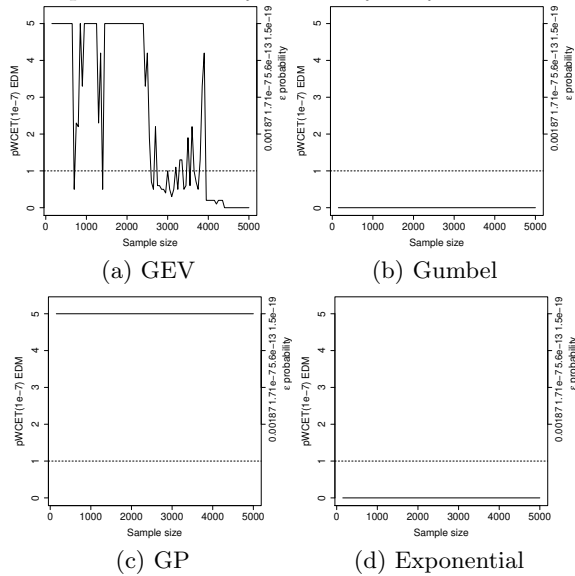 pWCET(1e-7) EDM
5
4
3
2
1
0
0 1000 2000 3000 4000 5000
Sample size
0.00187 1.71e-7 5.6e-13 1.5e-19
ε probability
(a) GEV
pWCET(1e-7) EDM
5
4
3
2
1
0
0 1000 2000 3000 4000 5000
Sample size
0.00187 1.71e-7 5.6e-13 1.5e-19
ε probability
(b) Gumbel
pWCET(1e-7) EDM
5
4
3
2
1
0
0 1000 2000 3000 4000 5000
Sample size
0.00187 1.71e-7 5.6e-13 1.5e-19
ε probability
(c) GP
pWCET(1e-7) EDM
5
4
3
2
1
0
0 1000 2000 3000 4000 5000
Sample size
0.00187 1.71e-7 5.6e-13 1.5e-19
ε probability
(d) Exponential